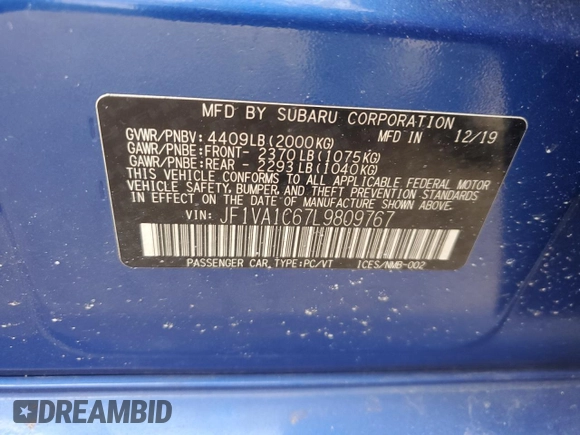 MFD BY SUBARU CORPORATION
GVWR/PNBV: 4409LB(2000KG) 12/19
GAWR/PNBE:FRONT- 2370LB(1075KG)
GAWR/PNBE:REAR - 2293LB(1040KG)
THIS VEHICLE CONFORMS TO ALL APPLICABLE FEDERAL MOTOR
VEHICLE SAFETY, BUMPER, AND THEFT PREVENTION STANDARDS
IN EFFECT ON THE DATE OF MANUFACTURE SHOWN ABOVE.
VIN: JF1VA1C67L9809767
PASSENGER CAR,TYPE:PC/VT ICES/NMB-002
DREAMBID